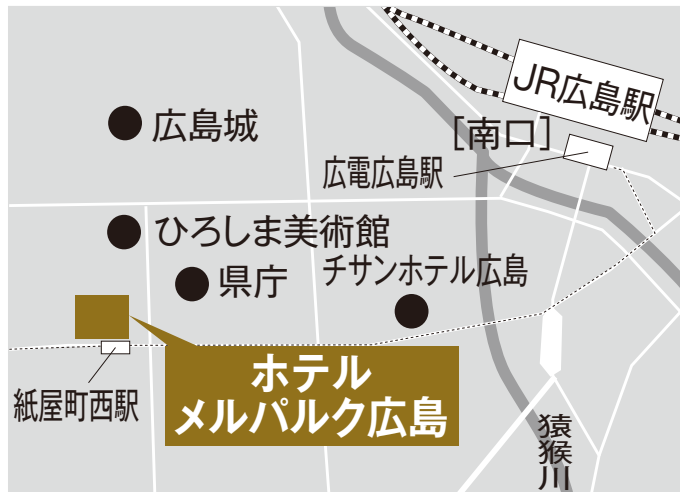 JR広島駅
広島城
[南口]
広電広島駅
ひろしま美術館
チサンホテル広島
県庁
ホテル
メルパルク広島
紙屋町西駅
猿猴川